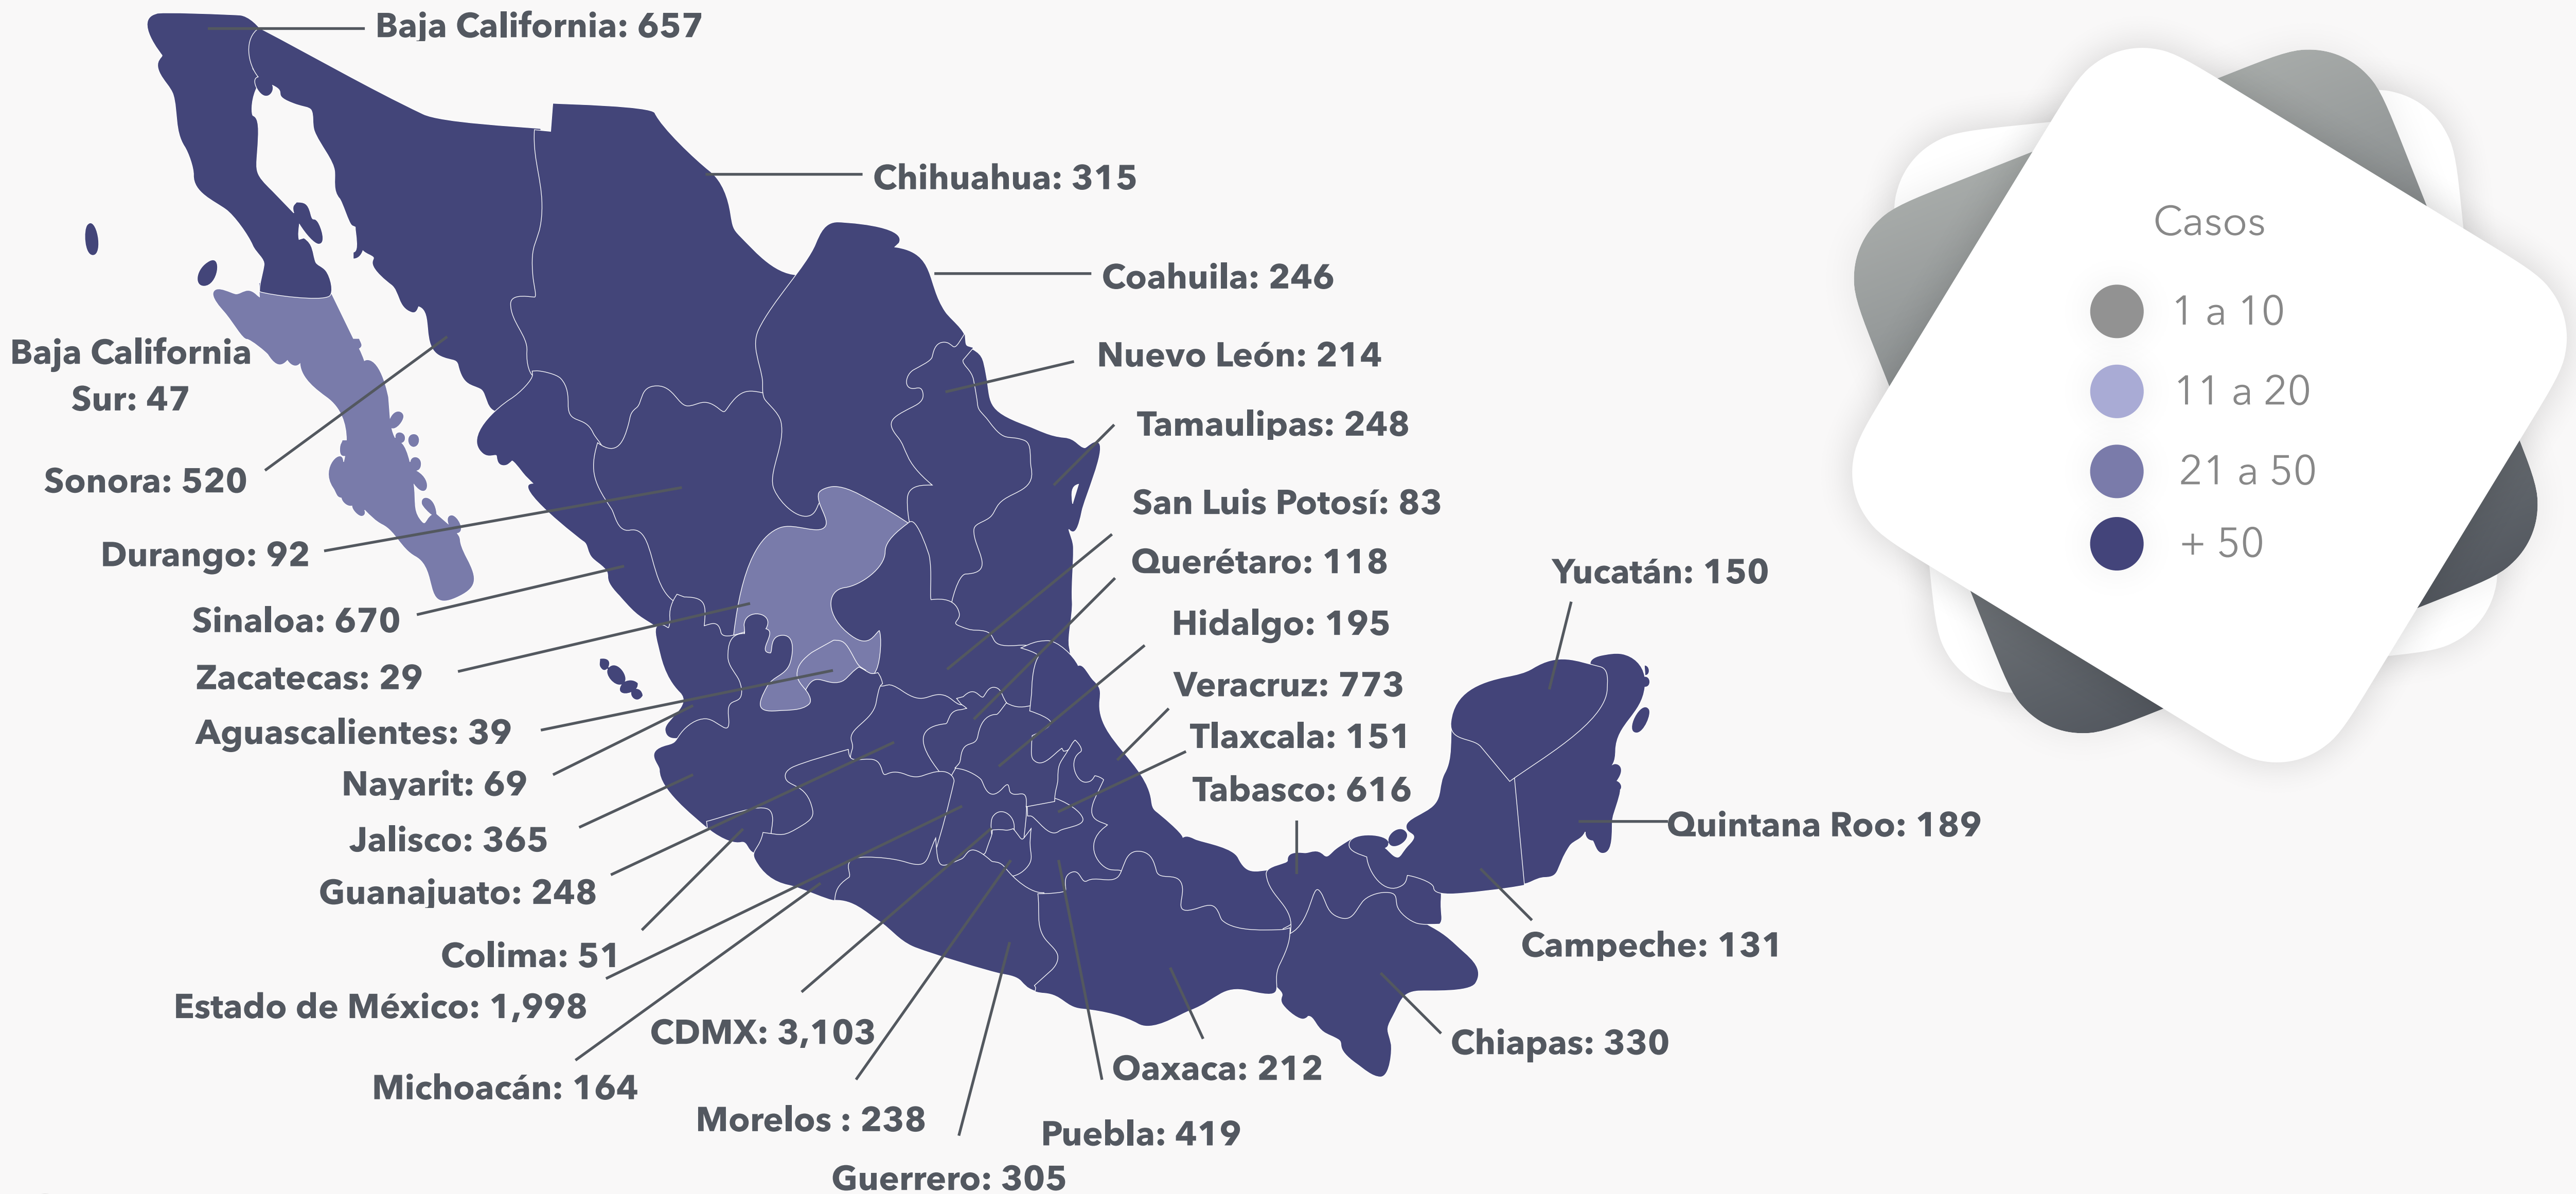 Baja California: 657
Chihuahua: 315
Coahuila: 246
Baja California
Sur: 47
Nuevo León: 214
Tamaulipas: 248
Sonora: 520
San Luis Potosí: 83
Durango: 92
Querétaro: 118
Yucatán: 150
Sinaloa: 670
Hidalgo: 195
Zacatecas: 29
Veracruz: 773
Aguascalientes: 39
Tlaxcala: 151
Nayarit: 69
Tabasco: 616
Jalisco: 365
Quintana Roo: 189
Guanajuato: 248
Colima: 51
Campeche: 131
Estado de México: 1,998
CDMX: 3,103
Chiapas: 330
Michoacán: 164
Oaxaca: 212
Morelos : 238
Puebla: 419
Guerrero: 305
Casos
1 a 10
11 a 20
21 a 50
+ 50